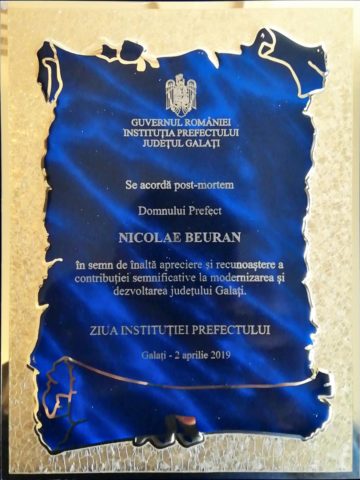 GUVERNUL ROMÂNIEI
INSTITUȚIA PREFECTULUI
JUDEȚUL GALAȚI
Se acordă post-mortem
Domnului Prefect
NICOLAE BEURAN
în semn de înaltă apreciere și recunoaștere a
contribuției semnificative la modernizarea și
dezvoltarea județului Galați.
ZIUA INSTITUȚIEI PREFECTULUI
Galați - 2 aprilie 2019